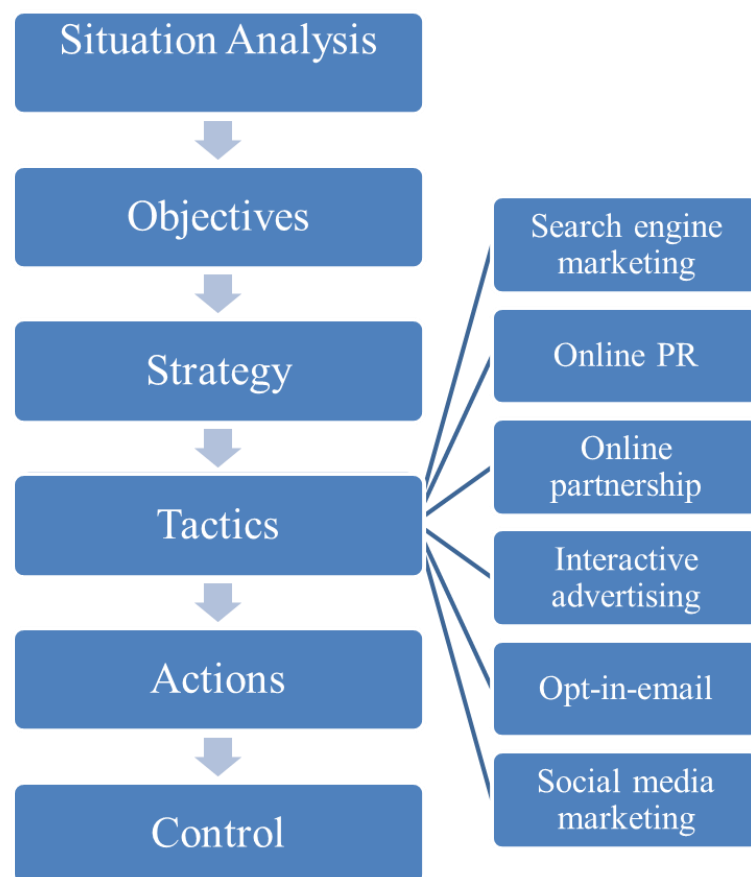 Situation Analysis
Objectives
Strategy
Tactics
Actions
Control
Search engine
marketing
Online PR
Online
partnership
Interactive
advertising
Opt-in-email
Social media
marketing